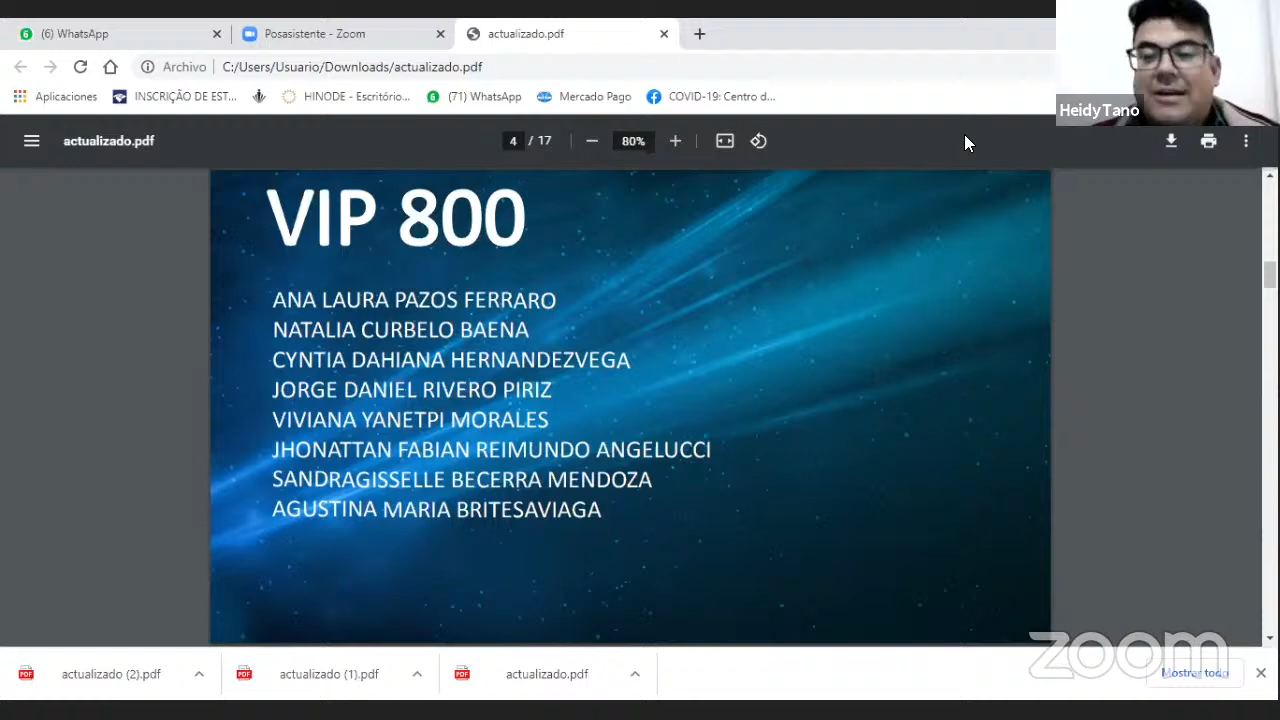 (6) WhatsApp
Posasistente - Zoom
actualizado.pdf
Archivo
C:/Users/Usuario/Downloads/actualizado.pdf
Aplicaciones
INSCRIÇÃO DE EST...
HINODE - Escritório...
(71) WhatsApp
Mercado Pago
COVID-19: Centro d...
Heidy Tano
actualizado.pdf
4 / 17
80%
VIP 800
ANA LAURA PAZOS FERRARO
NATALIA CURBELO BAENA
CYNTIA DAHIANA HERNANDEZVEGA
JORGE DANIEL RIVERO PIRIZ
VIVIANA YANETPI MORALES
JHONATTAN FABIAN REIMUNDO ANGELUCCI
SANDRAGISSELLE BECERRA MENDOZA
AGUSTINA MARIA BRITESAVIAGA
zoom
actualizado (2).pdf
actualizado (1).pdf
actualizado.pdf
Mostrar todo